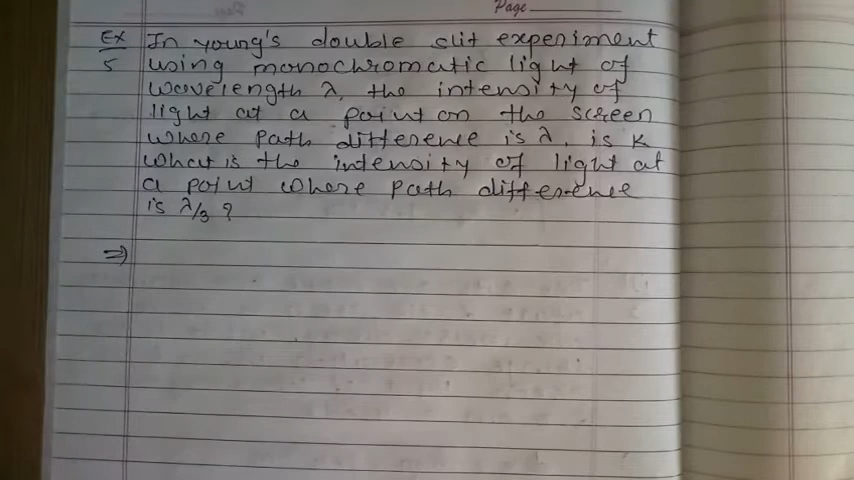 Page
Ex In young's double slit experiment
5 using monochromatic light of
wavelength λ, the intensity of
light at a point on the screen
where path difference is λ, is K
what is the intensity of light at
a point where path difference
is λ/3 ?
⇒